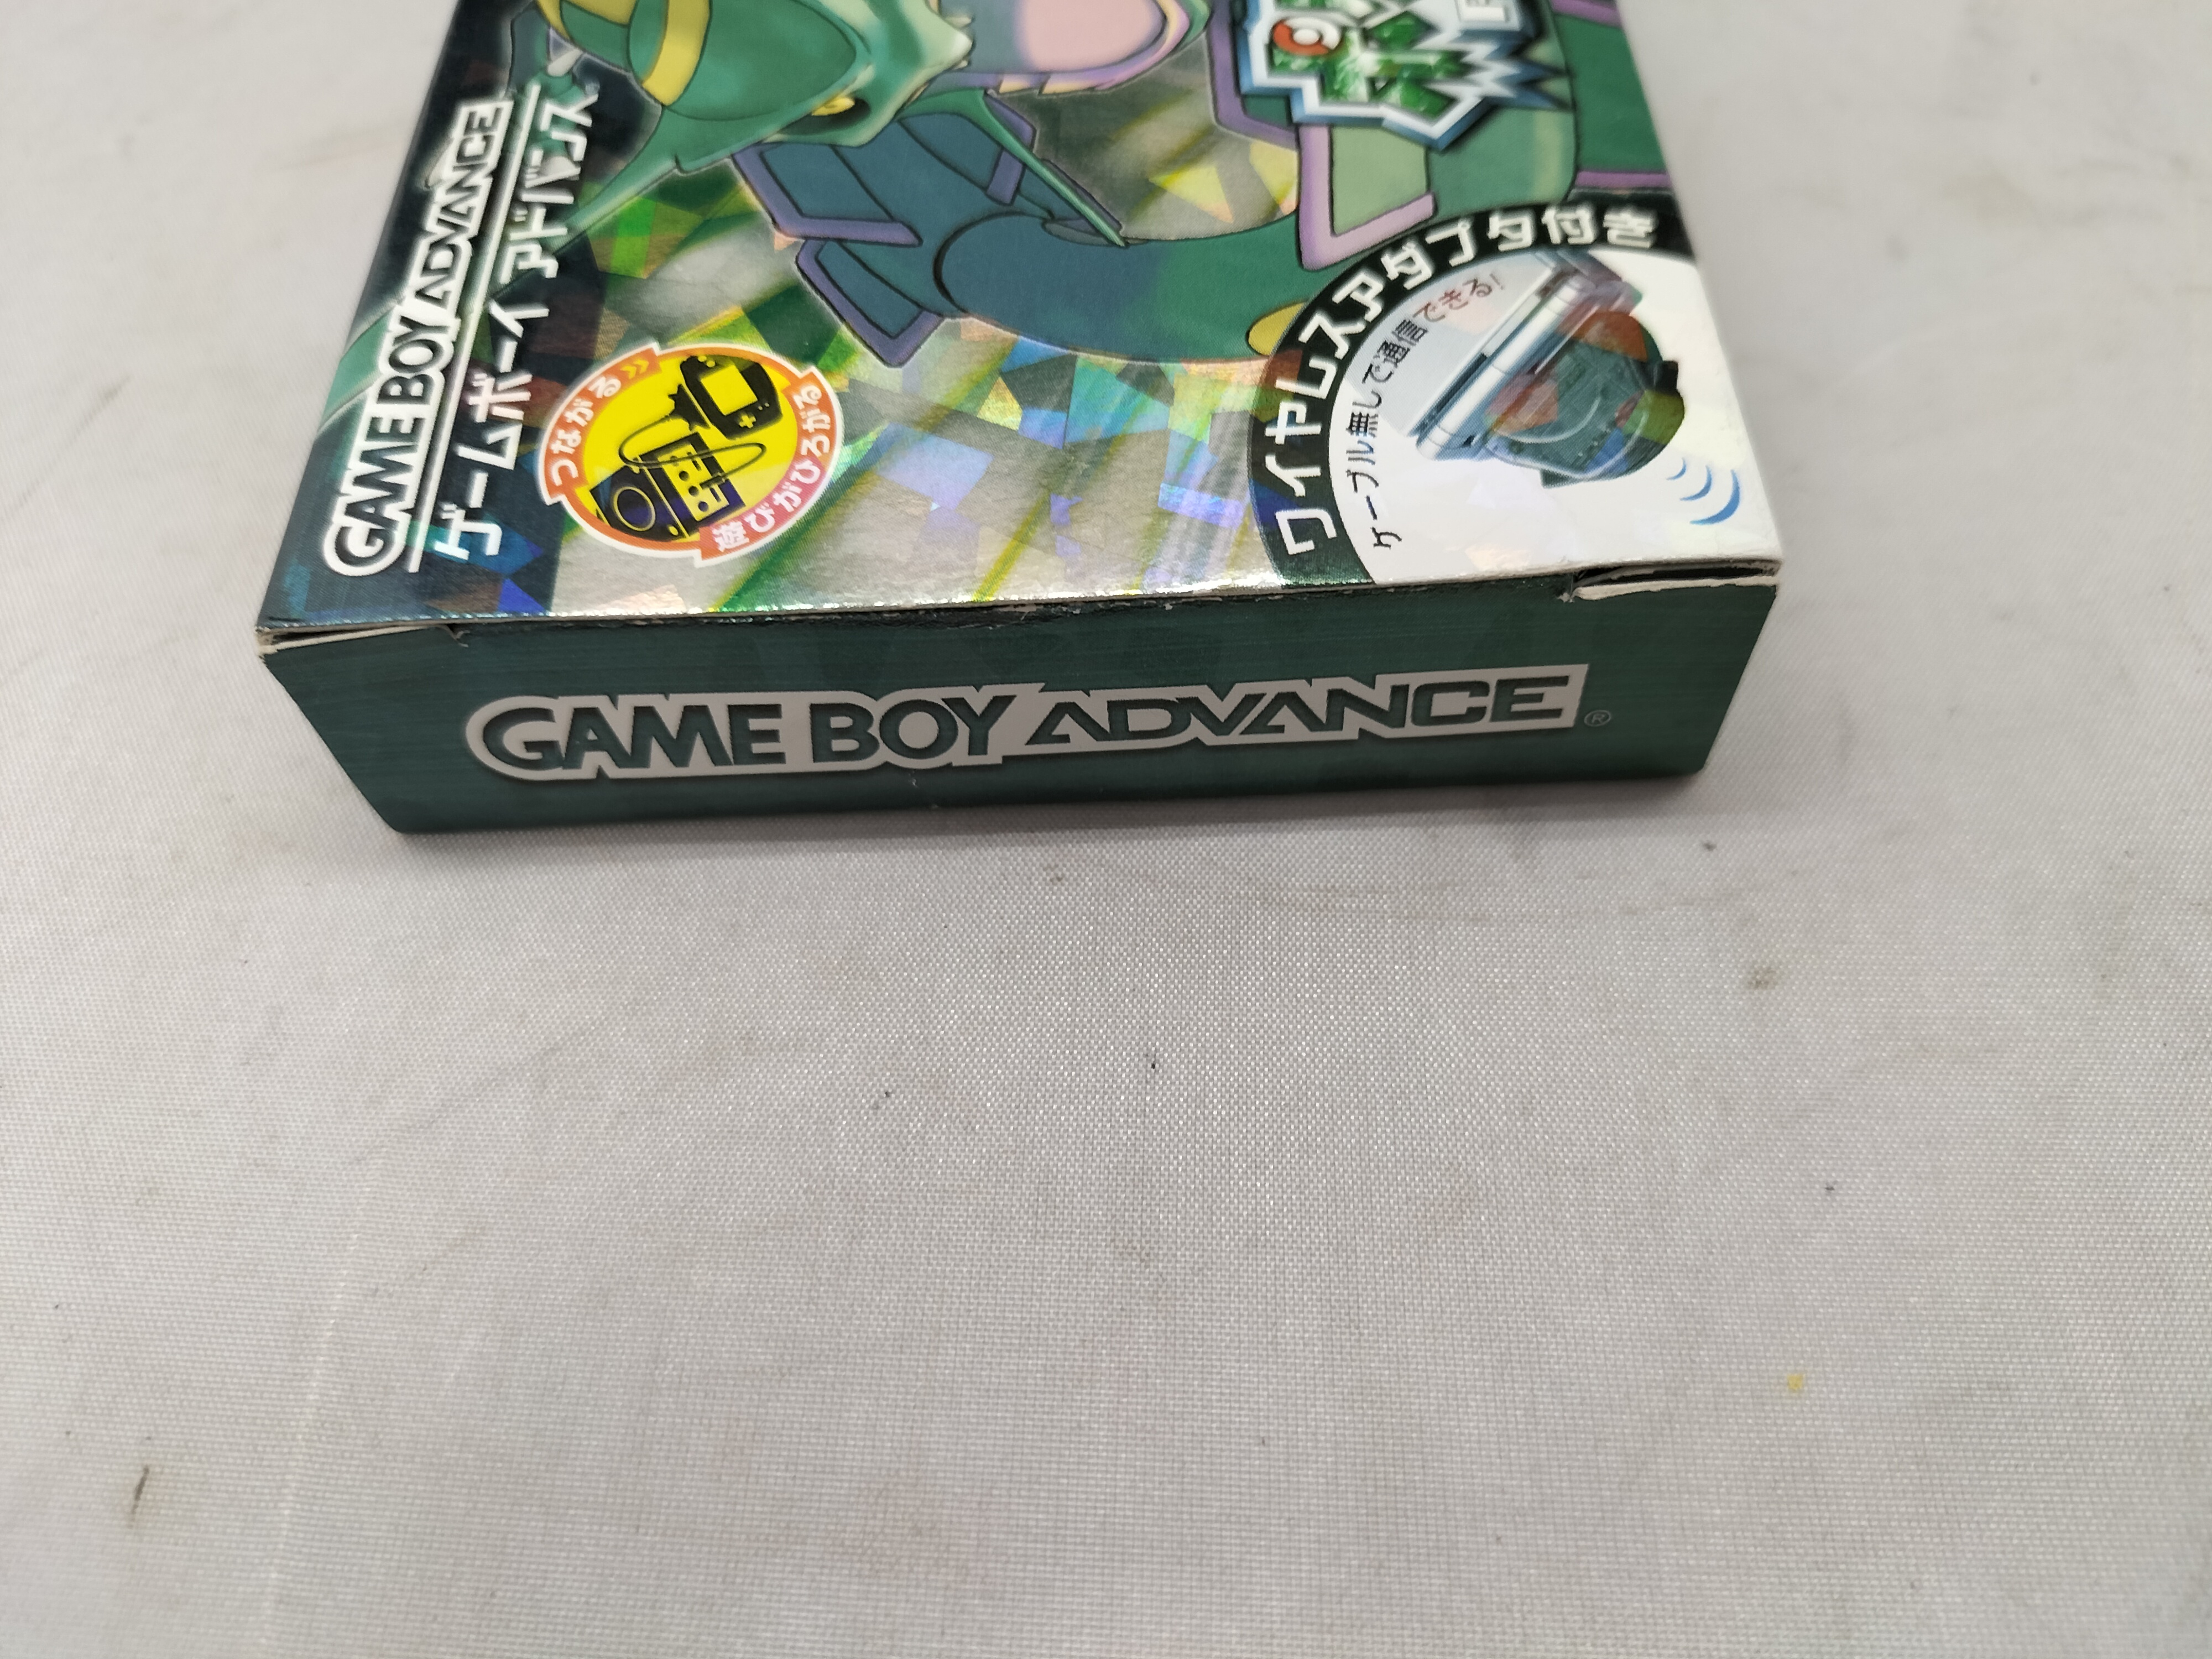 GAME BOY ADVANCE
ゲームボーイ アドバンス
つながる》
遊びがひろがる
ワイヤレスアダプタ付き
ケーブル無しで通信できる!
GAME BOY ADVANCE®